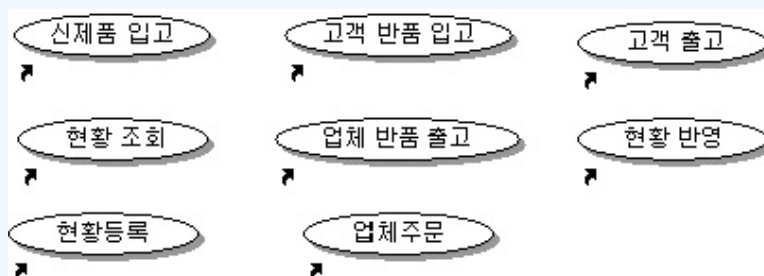 신제품 입고
고객 반품 입고
고객 출고
현황 조회
업체 반품 출고
현황 반영
현황등록
업체주문